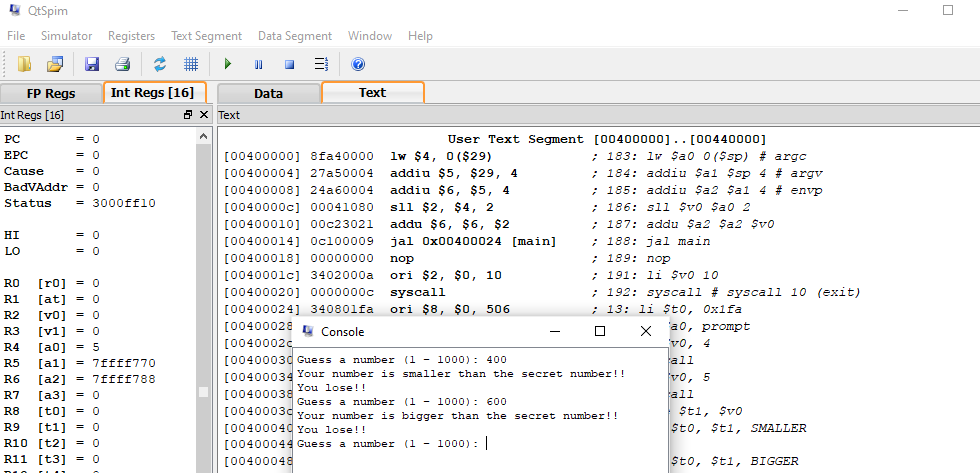 QtSpim
File Simulator Registers Text Segment Data Segment Window Help
FP Regs Int Regs [16] Data Text
Int Regs [16] Text
PC = 0
EPC = 0
Cause = 0
BadVAddr = 0
Status = 3000ff10
HI = 0
LO = 0
R0 [r0] = 0
R1 [at] = 0
R2 [v0] = 0
R3 [v1] = 0
R4 [a0] = 5
R5 [a1] = 7ffff770
R6 [a2] = 7ffff788
R7 [a3] = 0
R8 [t0] = 0
R9 [t1] = 0
R10 [t2] = 0
R11 [t3] = 0
User Text Segment [00400000]..[00440000]
[00400000] 8fa40000 lw $4, 0($29) ; 183: lw $a0 0($sp) # argc
[00400004] 27a50004 addiu $5, $29, 4 ; 184: addiu $a1 $sp 4 # argv
[00400008] 24a60004 addiu $6, $5, 4 ; 185: addiu $a2 $a1 4 # envp
[0040000c] 00041080 sll $2, $4, 2 ; 186: sll $v0 $a0 2
[00400010] 00c23021 addu $6, $6, $2 ; 187: addu $a2 $a2 $v0
[00400014] 0c100009 jal 0x00400024 [main] ; 188: jal main
[00400018] 00000000 nop ; 189: nop
[0040001c] 3402000a ori $2, $0, 10 ; 191: li $v0 10
[00400020] 0000000c syscall ; 192: syscall # syscall 10 (exit)
[00400024] 340801fa ori $8, $0, 506 ; 13: li $t0, 0x1fa
[00400028 a0, prompt
[0040002c v0, 4
[00400030 all
[00400034 v0, 5
[00400038 all
[0040003c $t1, $v0
[00400040 $t0, $t1, SMALLER
[00400044
[00400048 $t0, $t1, BIGGER
Console
Guess a number (1 - 1000): 400
Your number is smaller than the secret number!!
You lose!!
Guess a number (1 - 1000): 600
Your number is bigger than the secret number!!
You lose!!
Guess a number (1 - 1000):